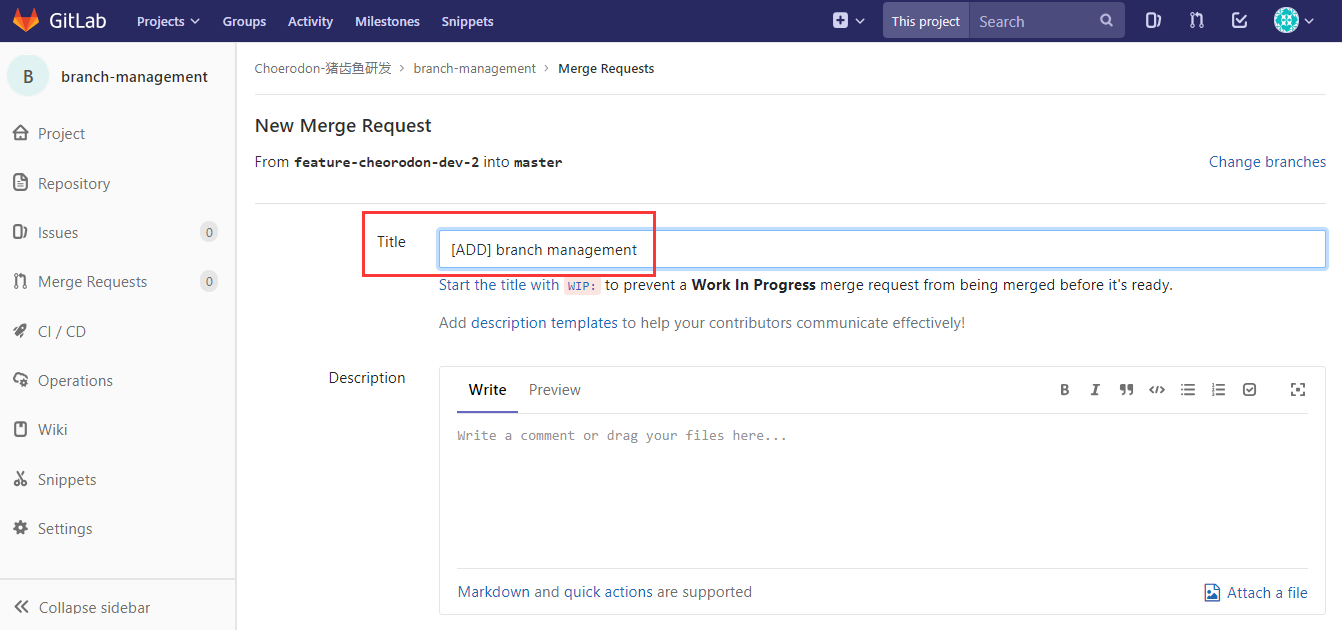 GitLab Projects Groups Activity Milestones Snippets This project Search
B branch-management
Project
Repository
Issues 0
Merge Requests 0
CI / CD
Operations
Wiki
Snippets
Settings
Collapse sidebar
Choerodon-猪齿鱼研发 > branch-management > Merge Requests
New Merge Request
From feature-cheorodon-dev-2 into master Change branches
Title [ADD] branch management
Start the title with WIP: to prevent a Work In Progress merge request from being merged before it's ready.
Add description templates to help your contributors communicate effectively!
Description Write Preview
Write a comment or drag your files here...
Markdown and quick actions are supported Attach a file